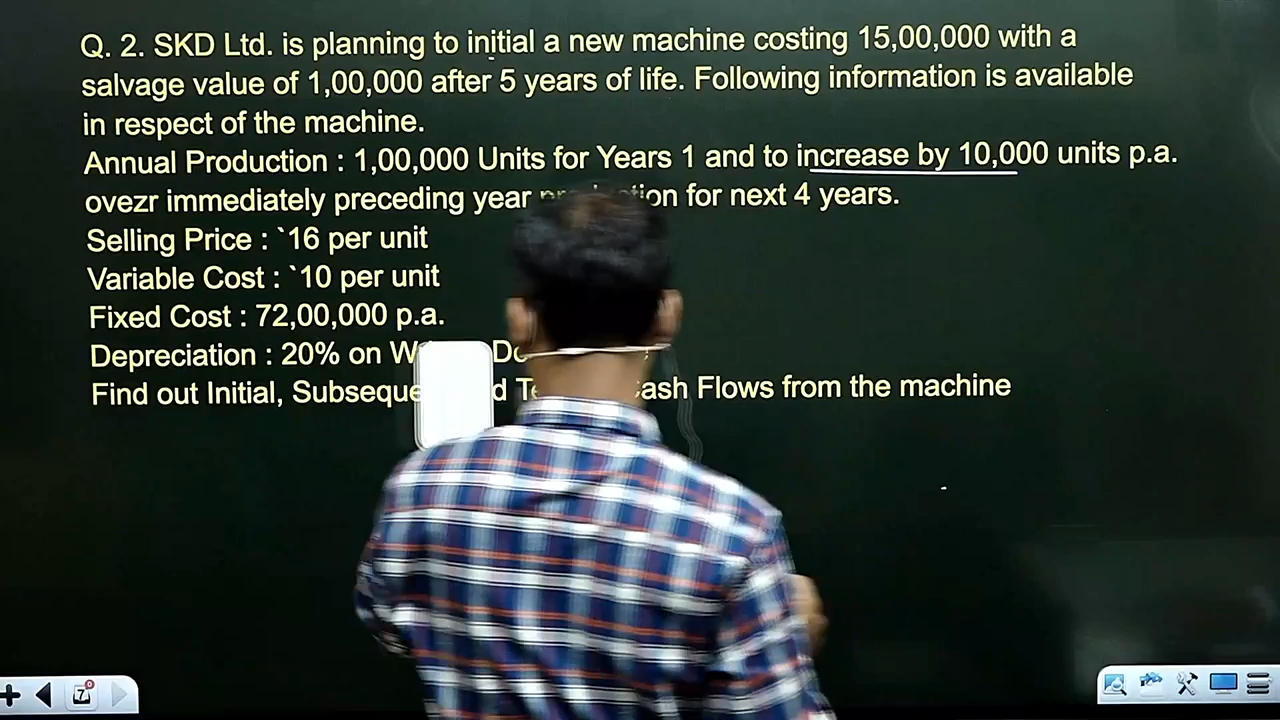 Q. 2. SKD Ltd. is planning to initial a new machine costing 15,00,000 with a
salvage value of 1,00,000 after 5 years of life. Following information is available
in respect of the machine.
Annual Production : 1,00,000 Units for Years 1 and to increase by 10,000 units p.a.
ovezr immediately preceding year for next 4 years.
Selling Price : `16 per unit
Variable Cost : `10 per unit
Fixed Cost : 72,00,000 p.a.
Depreciation : 20% on
Find out Initial, Cash Flows from the machine
7
0